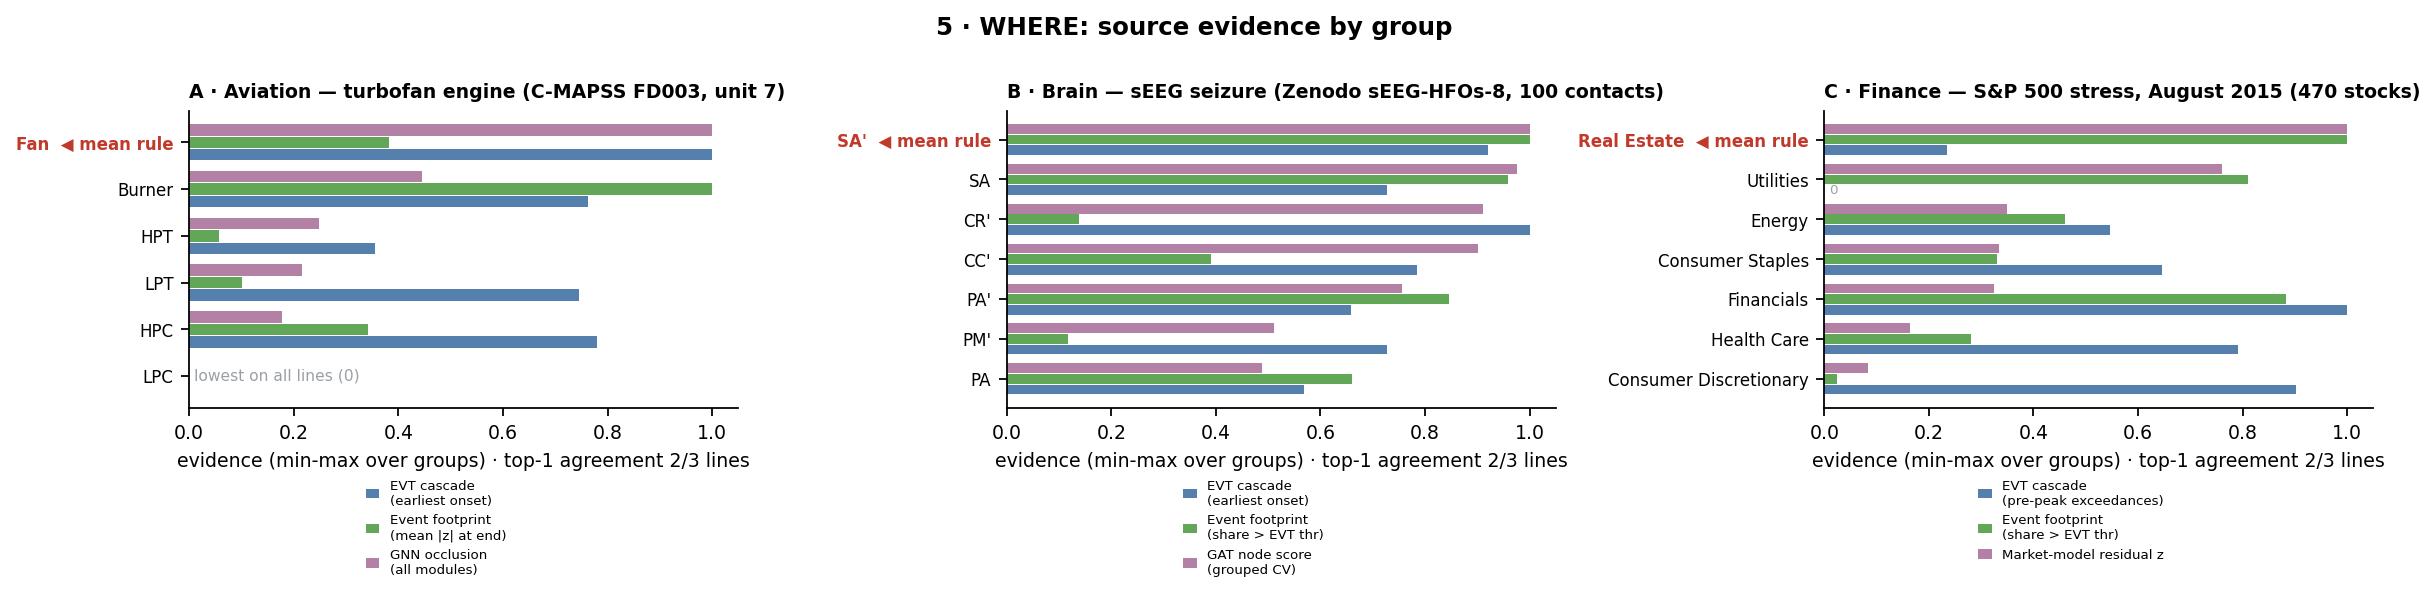 5 · WHERE: source evidence by group
A · Aviation — turbofan engine (C-MAPSS FD003, unit 7)
Fan ◀ mean rule
Burner
HPT
LPT
HPC
LPC
lowest on all lines (0)
0.0 0.2 0.4 0.6 0.8 1.0
evidence (min-max over groups) · top-1 agreement 2/3 lines
EVT cascade
(earliest onset)
Event footprint
(mean |z| at end)
GNN occlusion
(all modules)
B · Brain — sEEG seizure (Zenodo sEEG-HFOs-8, 100 contacts)
SA' ◀ mean rule
SA
CR'
CC'
PA'
PM'
PA
0.0 0.2 0.4 0.6 0.8 1.0
evidence (min-max over groups) · top-1 agreement 2/3 lines
EVT cascade
(earliest onset)
Event footprint
(share > EVT thr)
GAT node score
(grouped CV)
C · Finance — S&P 500 stress, August 2015 (470 stocks)
Real Estate ◀ mean rule
Utilities
0
Energy
Consumer Staples
Financials
Health Care
Consumer Discretionary
0.0 0.2 0.4 0.6 0.8 1.0
evidence (min-max over groups) · top-1 agreement 2/3 lines
EVT cascade
(pre-peak exceedances)
Event footprint
(share > EVT thr)
Market-model residual z